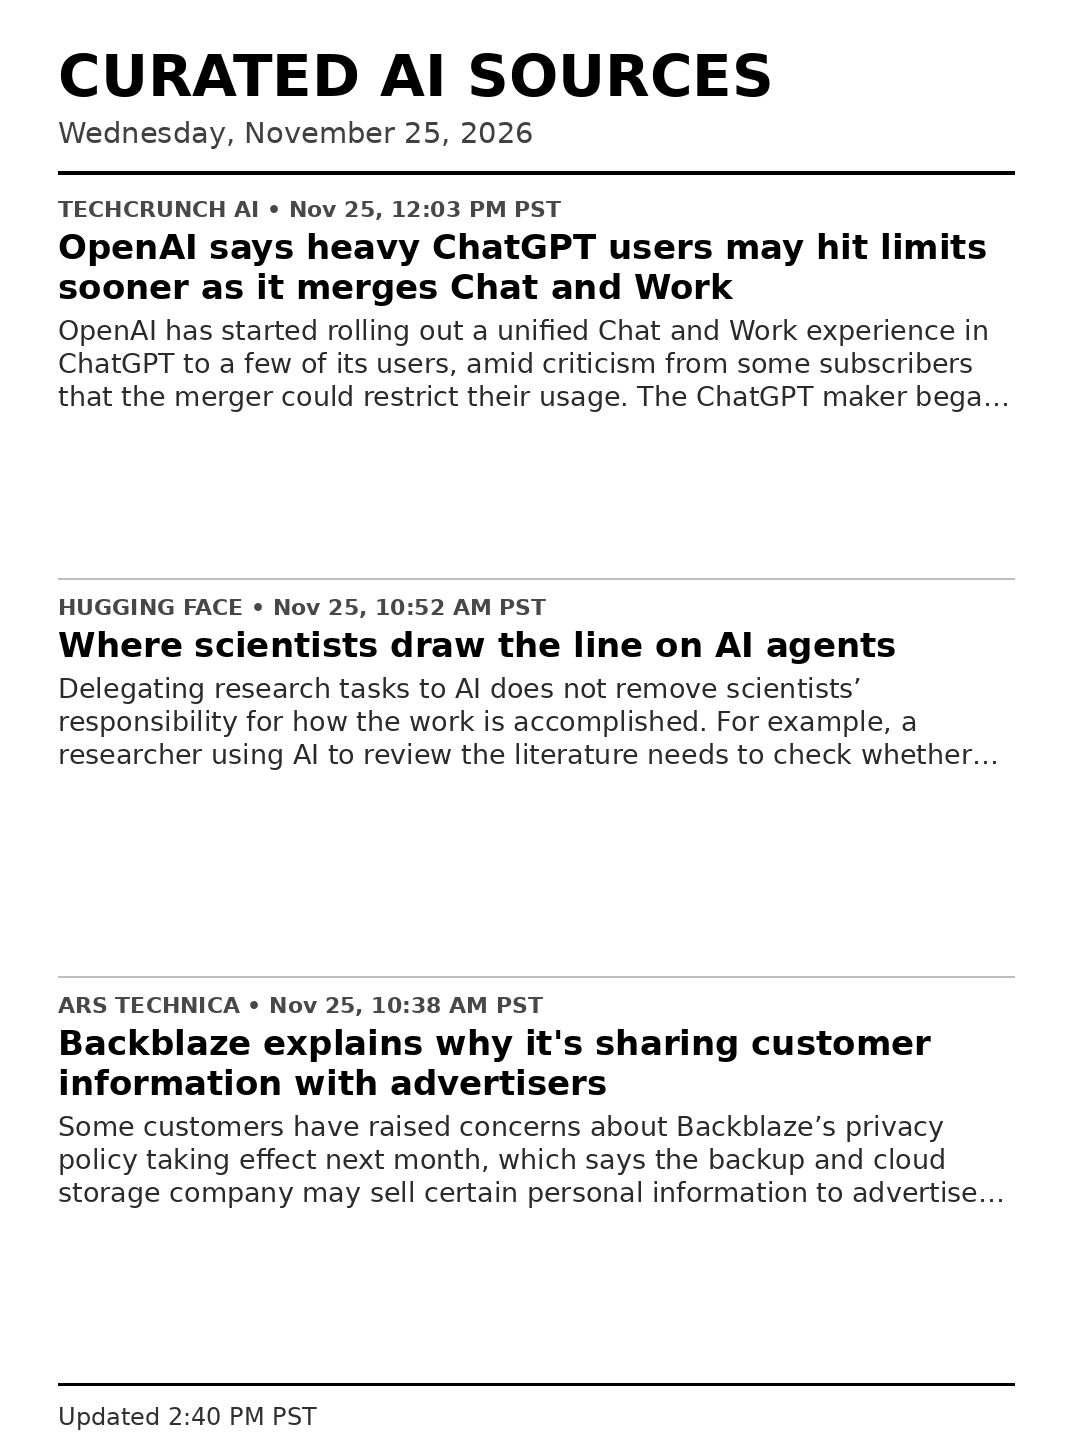 CURATED AI SOURCES
Wednesday, November 25, 2026
TECHCRUNCH AI • Nov 25, 12:03 PM PST
OpenAI says heavy ChatGPT users may hit limits
sooner as it merges Chat and Work
OpenAI has started rolling out a unified Chat and Work experience in
ChatGPT to a few of its users, amid criticism from some subscribers
that the merger could restrict their usage. The ChatGPT maker bega…
HUGGING FACE • Nov 25, 10:52 AM PST
Where scientists draw the line on AI agents
Delegating research tasks to AI does not remove scientists’
responsibility for how the work is accomplished. For example, a
researcher using AI to review the literature needs to check whether…
ARS TECHNICA • Nov 25, 10:38 AM PST
Backblaze explains why it's sharing customer
information with advertisers
Some customers have raised concerns about Backblaze’s privacy
policy taking effect next month, which says the backup and cloud
storage company may sell certain personal information to advertise…
Updated 2:40 PM PST